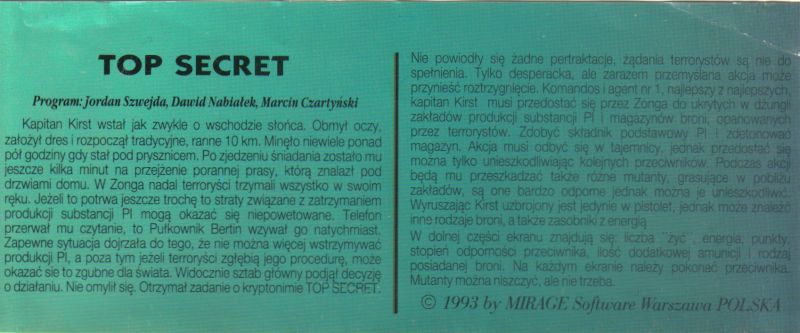 TOP SECRET
Program: Jordan Szwejda, Dawid Nabiałek, Marcin Czartyński
Kapitan Kirst wstał jak zwykle o wschodzie słońca. Obmył oczy,
założył dres i rozpoczął tradycyjne, ranne 10 km. Minęło niewiele ponad
pół godziny gdy stał pod prysznicem. Po zjedzeniu śniadania zostało mu
jeszcze kilka minut na przejżenie porannej prasy, którą znalazł pod
drzwiami domu. W Zonga nadal terroryści trzymali wszystko w swoim
ręku. Jeżeli to potrwa jeszcze trochę to straty związane z zatrzymaniem
produkcji substancji PI mogą okazać się niepowetowane. Telefon
przerwał mu czytanie, to Pułkownik Bertin wzywał go natychmiast.
Zapewne sytuacja dojrzała do tego, że nie można więcej wstrzymywać
produkcji PI, a poza tym jeżeli terroryści zgłębią jego procedurę, może
okazać sie to zgubne dla świata. Widocznie sztab główny podjął decyzję
o działaniu. Nie omylił się. Otrzymał zadanie o kryptonimie TOP SECRET.
Nie powiodły się żadne pertraktacje, żądania terrorystów są nie do
spełnienia. Tylko desperacka, ale zarazem przemyślana akcja może
przynieść roztrzygnięcie. Komandos i agent nr 1, najlepszy z najlepszych,
kapitan Kirst musi przedostać się przez Zonga do ukrytych w dżungli
zakładów produkcji substancji PI i magazynów broni, opanowanych
przez terrorystów. Zdobyć składnik podstawowy PI i zdetonować
magazyn. Akcja musi odbyć się w tajemnicy, jednak przedostać się
można tylko unieszkodliwiając kolejnych przeciwników. Podczas akcji
będą mu przeszkadzać także różne mutanty, grasujące w pobliżu
zakładów, są one bardzo odporne jednak można je unieszkodliwić.
Wyruszając Kirst uzbrojony jest jedynie w pistolet, jednak może znaleźć
inne rodzaje broni, a także zasobniki z energią
W dolnej części ekranu znajdują się: liczba "żyć", energia, punkty,
stopień odporności przeciwnika, ilość dodatkowej amunicji i rodzaj
posiadanej broni. Na każdym ekranie należy pokonać przeciwnika.
Mutanty można niszczyć, ale nie trzeba.
© 1993 by MIRAGE Software Warszawa POLSKA